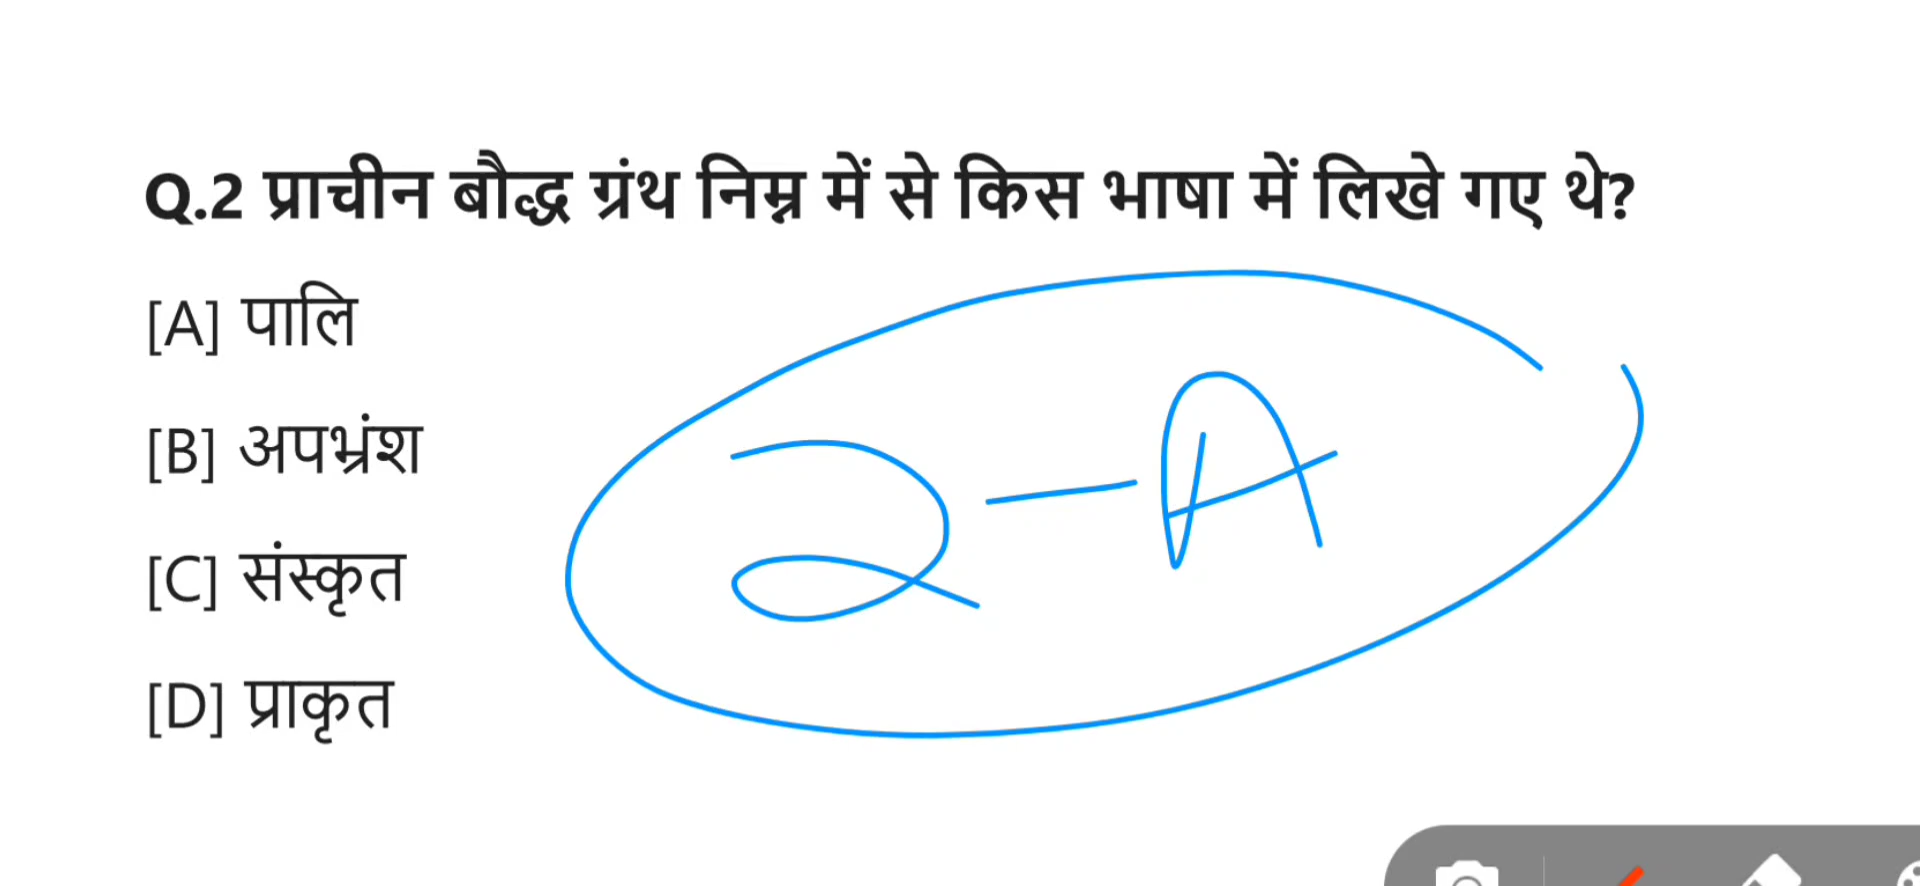 Q.2 प्राचीन बौद्ध ग्रंथ निम्न में से किस भाषा में लिखे गए थे?
[A] पालि
[B] अपभ्रंश
[C] संस्कृत
[D] प्राकृत
2-A